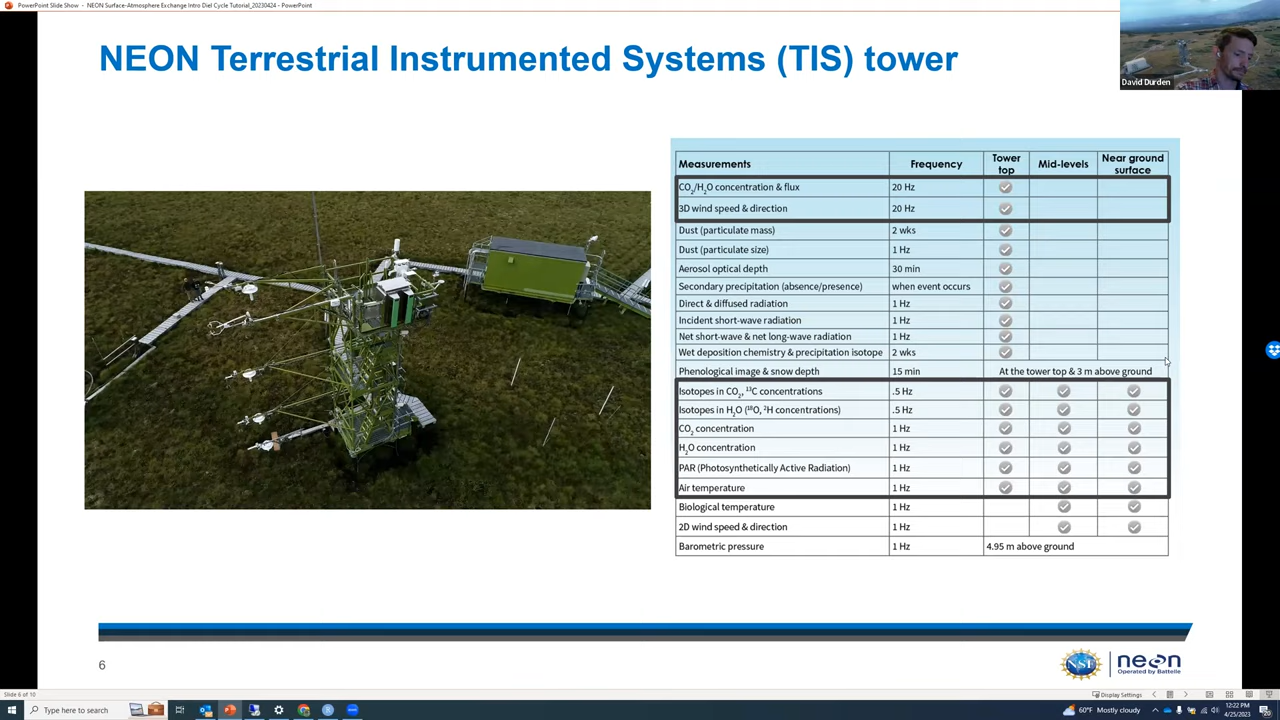 PowerPoint Slide Show - NEON Surface-Atmosphere Exchange Intro Diel Cycle Tutorial_20230424 - PowerPoint
NEON Terrestrial Instrumented Systems (TIS) tower
David Durden
Measurements Frequency Tower top Mid-levels Near ground surface
CO2/H2O concentration & flux 20 Hz
3D wind speed & direction 20 Hz
Dust (particulate mass) 2 wks
Dust (particulate size) 1 Hz
Aerosol optical depth 30 min
Secondary precipitation (absence/presence) when event occurs
Direct & diffused radiation 1 Hz
Incident short-wave radiation 1 Hz
Net short-wave & net long-wave radiation 1 Hz
Wet deposition chemistry & precipitation isotope 2 wks
Phenological image & snow depth 15 min At the tower top & 3 m above ground
Isotopes in CO2, 13C concentrations .5 Hz
Isotopes in H2O (18O, 2H concentrations) .5 Hz
CO2 concentration 1 Hz
H2O concentration 1 Hz
PAR (Photosynthetically Active Radiation) 1 Hz
Air temperature 1 Hz
Biological temperature 1 Hz
2D wind speed & direction 1 Hz
Barometric pressure 1 Hz 4.95 m above ground
6
NSF
neon
Operated by Battelle
Slide 6 of 10
Display Settings
Type here to search
60°F Mostly cloudy
12:22 PM
4/25/2023
20